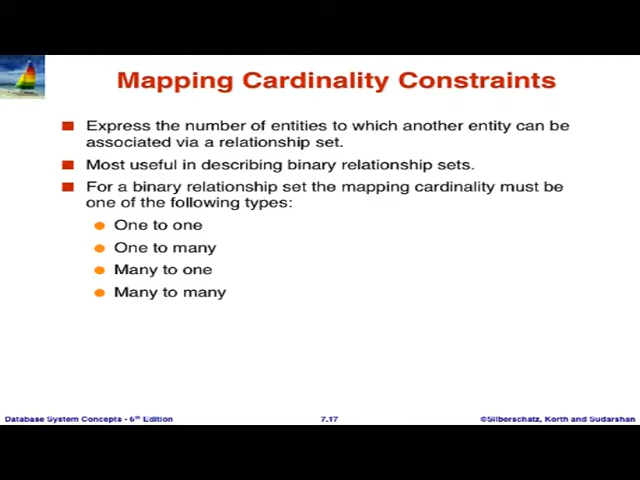 Mapping Cardinality Constraints
Express the number of entities to which another entity can be
associated via a relationship set.
Most useful in describing binary relationship sets.
For a binary relationship set the mapping cardinality must be
one of the following types:
One to one
One to many
Many to one
Many to many
Database System Concepts - 6th Edition
7.17
©Silberschatz, Korth and Sudarshan